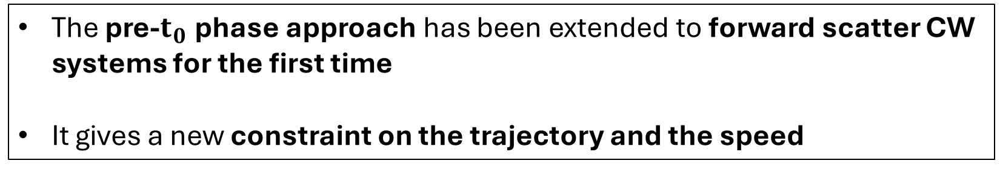 • The pre-t₀ phase approach has been extended to forward scatter CW
systems for the first time
• It gives a new constraint on the trajectory and the speed